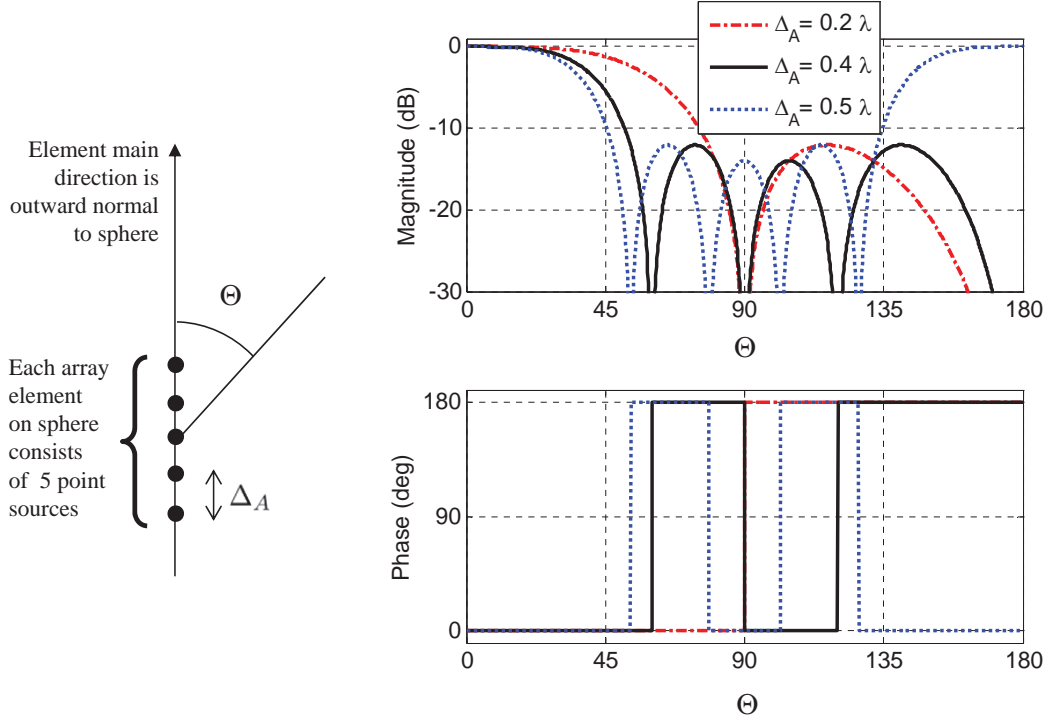 Element main
direction is
outward normal
to sphere
Θ
Each array
element
on sphere
consists
of 5 point
sources
Δ_A
Δ_A= 0.2 λ
Δ_A= 0.4 λ
Δ_A= 0.5 λ
Magnitude (dB)
0
-10
-20
-30
0 45 90 135 180
Θ
Phase (deg)
180
90
0
0 45 90 135 180
Θ